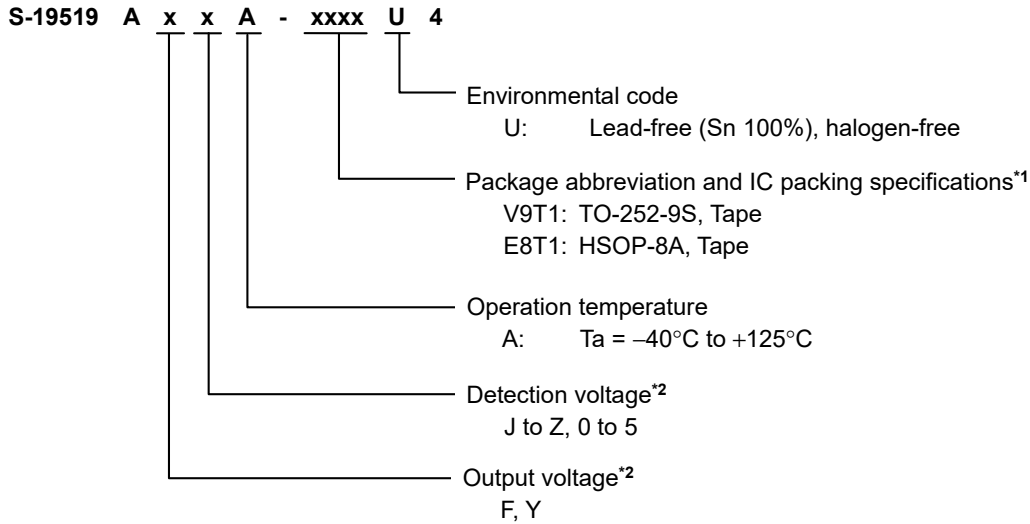 S-19519 A x x A - xxxx U 4
Environmental code
U: Lead-free (Sn 100%), halogen-free
Package abbreviation and IC packing specifications*1
V9T1: TO-252-9S, Tape
E8T1: HSOP-8A, Tape
Operation temperature
A: Ta = −40°C to +125°C
Detection voltage*2
J to Z, 0 to 5
Output voltage*2
F, Y